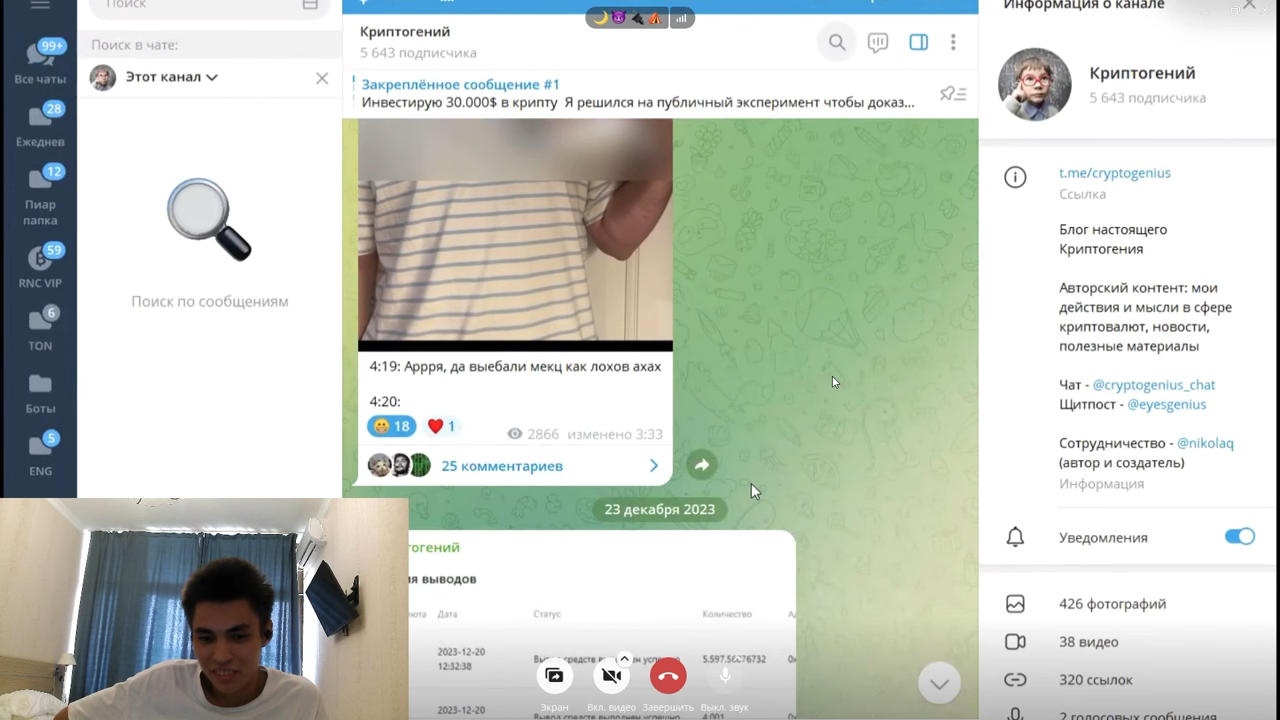 99+
Все чаты
28
Ежеднев
12
Пиар
папка
59
RNC VIP
6
TON
Боты
5
ENG
Поиск
Поиск в чате:
Этот канал
Поиск по сообщениям
Криптогений
5 643 подписчика
Закреплённое сообщение #1
Инвестирую 30.000$ в крипту Я решился на публичный эксперимент чтобы доказ...
4:19: Аррря, да выебали мекц как лохов ахах
4:20:
18
1
2866 изменено 3:33
25 комментариев
23 декабря 2023
тогений
ия выводов
Дата
Статус
Количество
2023-12-20
12:32:38
2023-12-20
4.001
Экран
Вкл. видео
Завершить
Выкл. звук
Информация о канале
Криптогений
5 643 подписчика
t.me/cryptogenius
Ссылка
Блог настоящего
Криптогения
Авторский контент: мои
действия и мысли в сфере
криптовалют, новости,
полезные материалы
Чат - @cryptogenius_chat
Щитпост - @eyesgenius
Сотрудничество - @nikolaq
(автор и создатель)
Информация
Уведомления
426 фотографий
38 видео
320 ссылок
2 голосовых сообщения